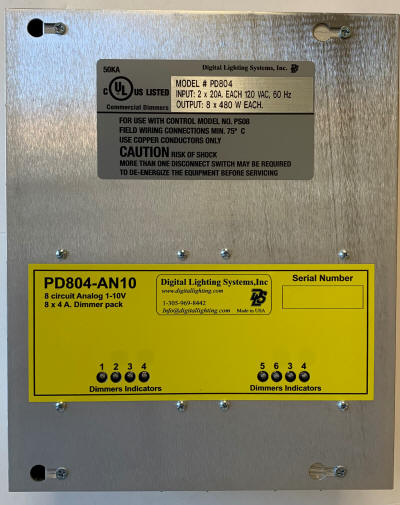 50KA
Digital Lighting Systems, Inc. DLS
C UL US LISTED
Commercial Dimmers
MODEL # PD804
INPUT: 2 x 20A. EACH 120 VAC, 60 Hz
OUTPUT: 8 x 480 W EACH.
FOR USE WITH CONTROL MODEL NO. PS08
FIELD WIRING CONNECTIONS MIN. 75° C
USE COPPER CONDUCTORS ONLY
CAUTION RISK OF SHOCK
MORE THAN ONE DISCONNECT SWITCH MAY BE REQUIRED
TO DE-ENERGIZE THE EQUIPMENT BEFORE SERVICING
PD804-AN10
8 circuit Analog 1-10V
8 x 4 A. Dimmer pack
Digital Lighting Systems,Inc
www.digitallighting.com
DLS
1-305-969-8442
Info@digitallighting.com Made in USA
Serial Number
1 2 3 4
Dimmers Indicators
5 6 3 4
Dimmers Indicators